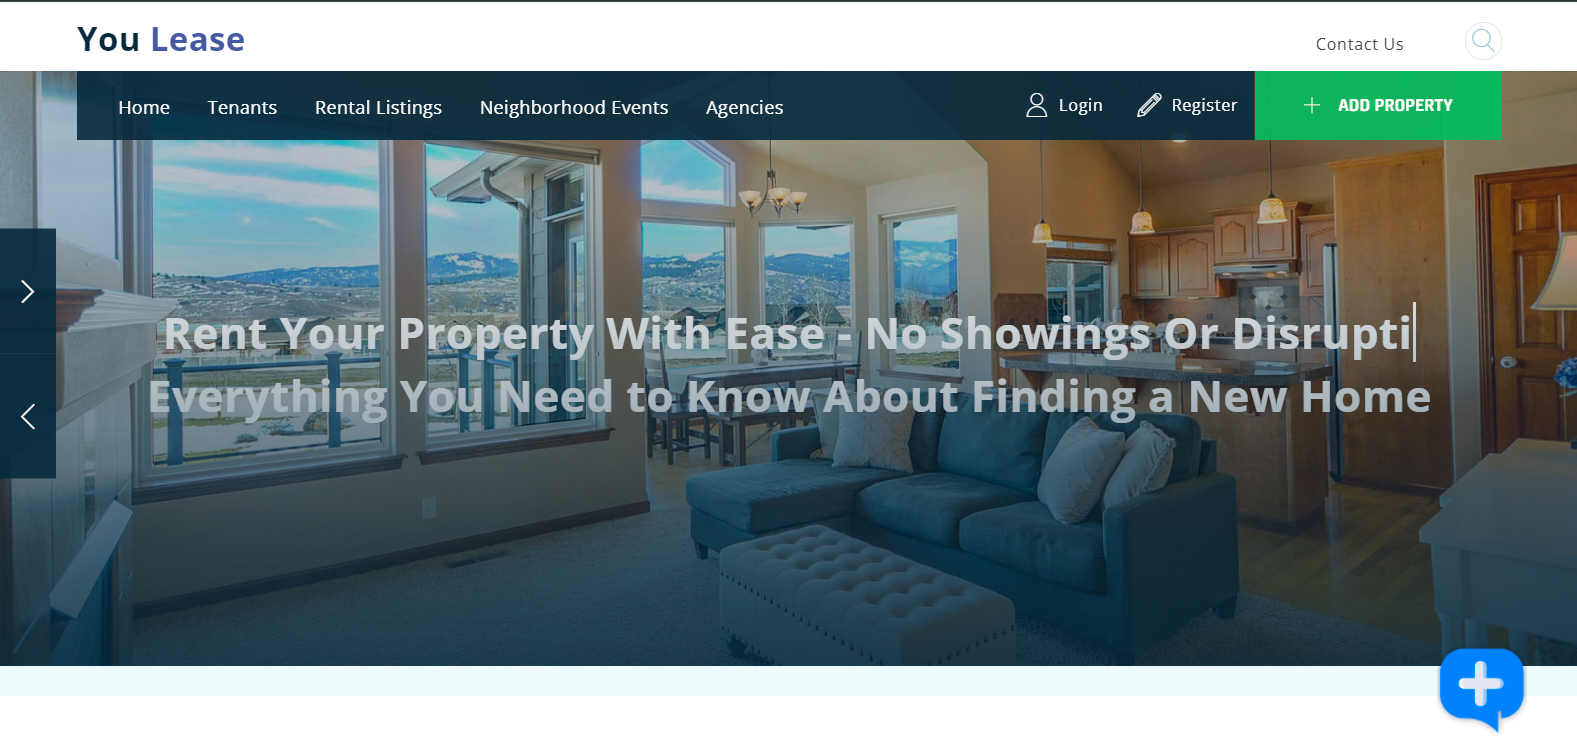 You Lease
Contact Us
Home Tenants Rental Listings Neighborhood Events Agencies Login Register ADD PROPERTY
Rent Your Property With Ease - No Showings Or Disrupti
Everything You Need to Know About Finding a New Home